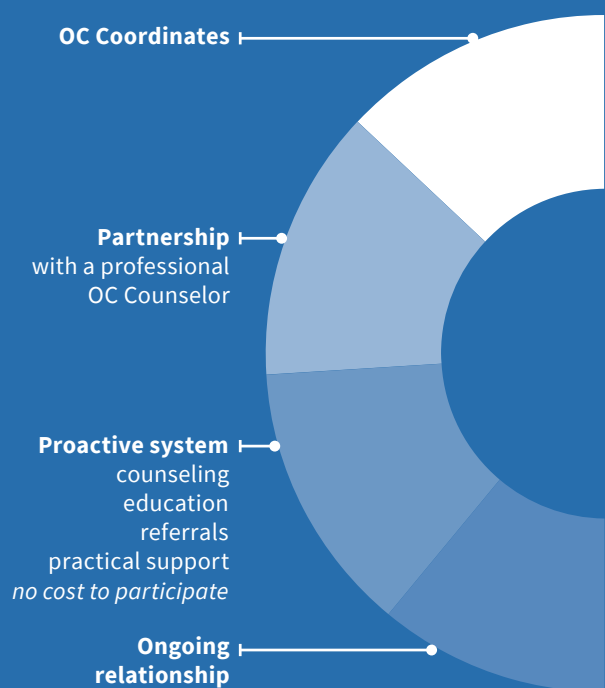 OC Coordinates
Partnership
with a professional
OC Counselor
Proactive system
counseling
education
referrals
practical support
no cost to participate
Ongoing
relationship